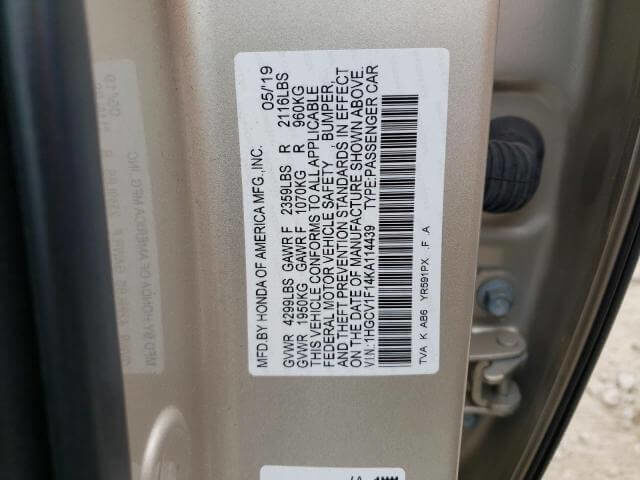 MFD.BY HONDA OF AMERICA MFG.,INC. 05/'19
GVWR 4299LBS GAWR F 2359LBS R 2116LBS
GVWR 1950KG GAWR F 1070KG R 960KG
THIS VEHICLE CONFORMS TO ALL APPLICABLE
FEDERAL MOTOR VEHICLE SAFETY BUMPER,
AND THEFT PREVENTION STANDARDS IN EFFECT
ON THE DATE OF MANUFACTURE SHOWN ABOVE.
V.I.N.:1HGCV1F14KA114439 TYPE:PASSENGER CAR
TVA K AB6 YR591PX .F A